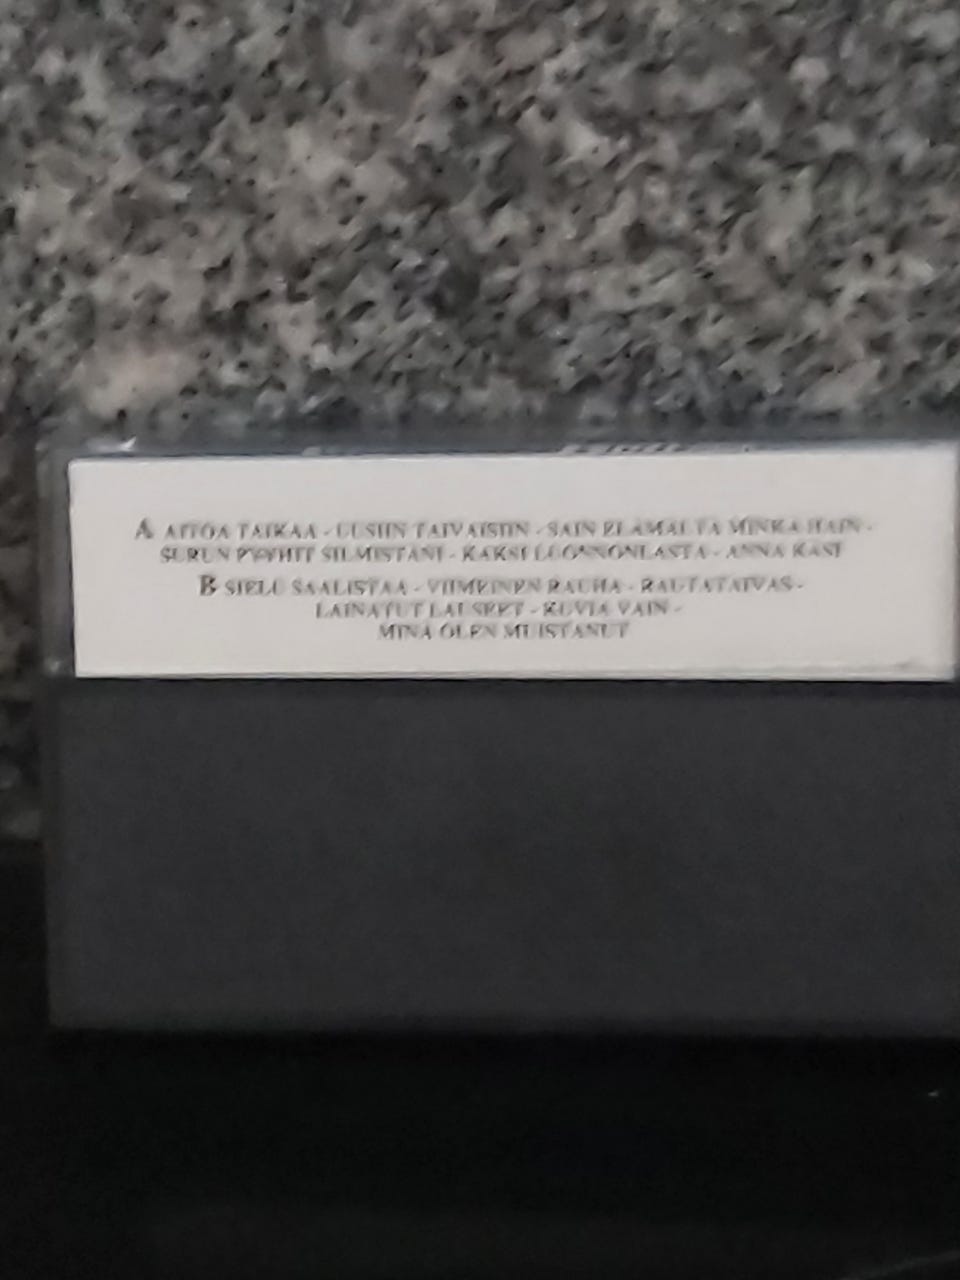 A AITOA TAIKAA - UUSIIN TAIVAISIIN - SAIN ELÄMÄLTÄ MINKÄ HAIN -
SURUN PYYHIT SILMISTÄNI - KAKSI LUONNONLASTA - ANNA KÄSI
B SIELU SAALISTAA - VIIMEINEN RAUHA - RAUTATAIVAS -
LAINATUT LAUSEET - KUVIA VAIN -
MINÄ OLEN MUISTANUT